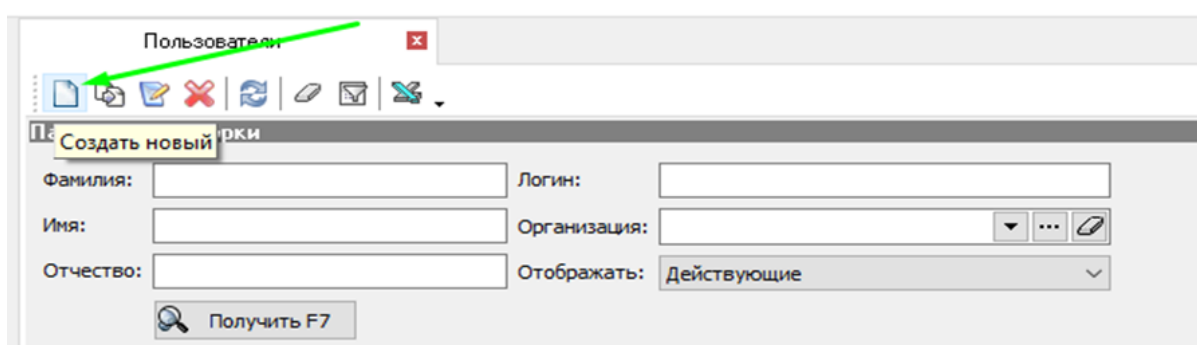 Пользователи
Создать новый
Фамилия:
Логин:
Имя:
Организация:
Отчество:
Отображать: Действующие
Получить F7